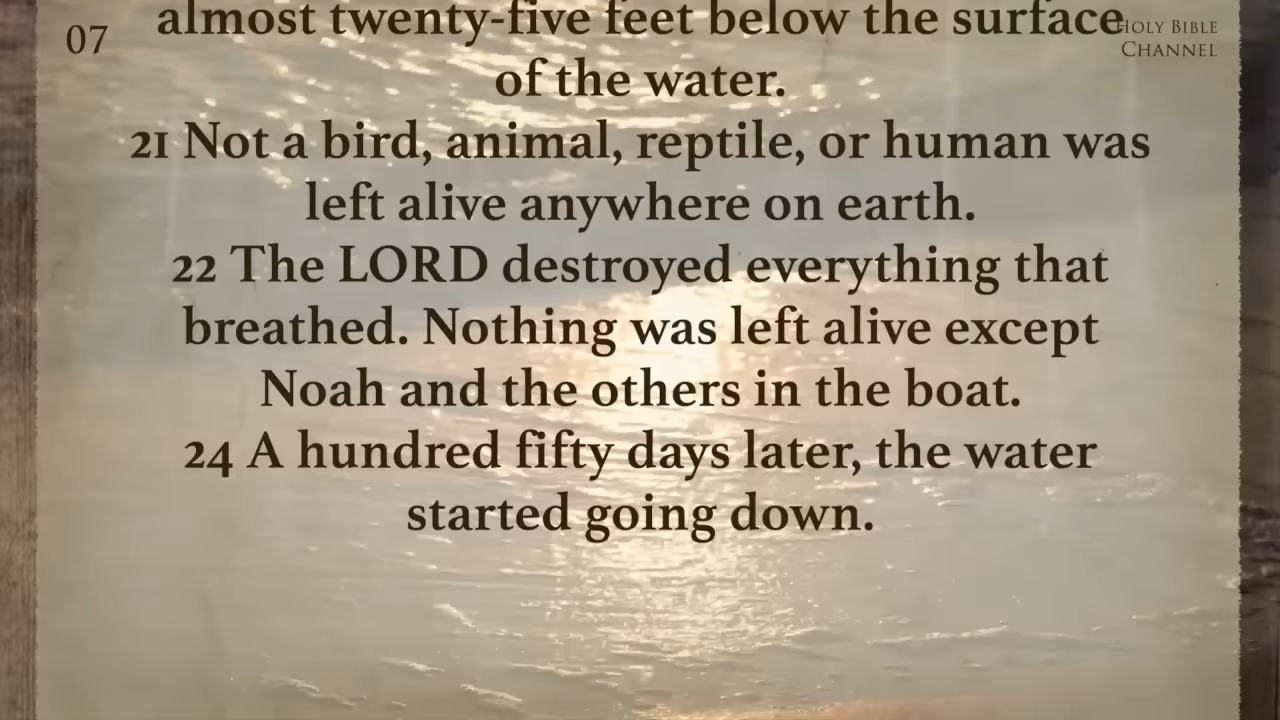 07
almost twenty-five feet below the surface
of the water.
21 Not a bird, animal, reptile, or human was
left alive anywhere on earth.
22 The LORD destroyed everything that
breathed. Nothing was left alive except
Noah and the others in the boat.
24 A hundred fifty days later, the water
started going down.
Holy Bible
Channel